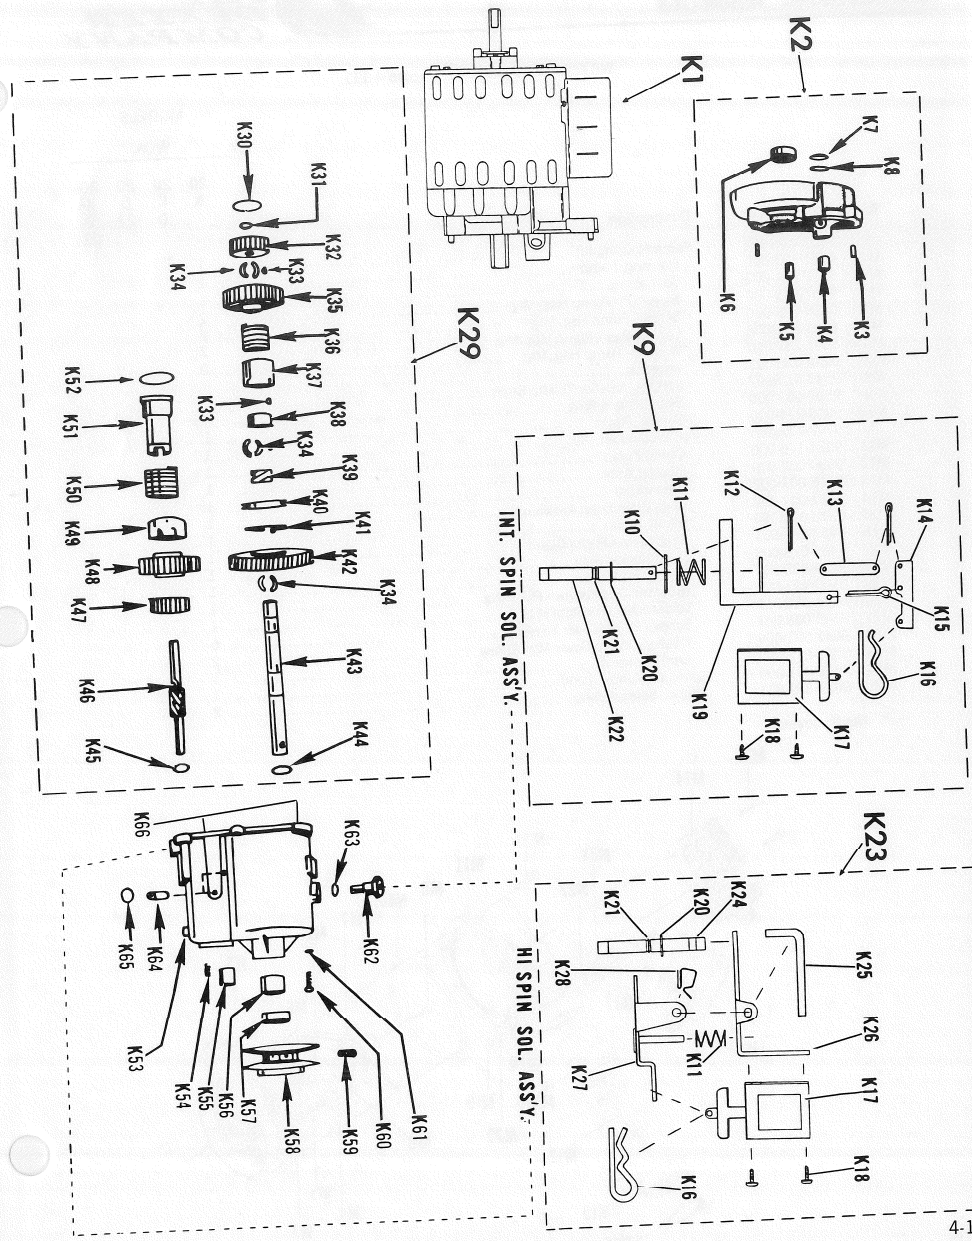 K1
K2
K7
K8
K6
K5
K4
K3
K30
K31
K32
K33
K34
K35
K36
K37
K33
K38
K34
K39
K40
K41
K42
K34
K43
K44
K29
K52
K51
K50
K49
K48
K47
K46
K45
K9
K10
K11
K12
K13
K14
K15
K16
K17
K18
K19
K20
K21
K22
INT. SPIN SOL. ASS'Y.
K23
K21
K20
K24
K25
K28
K26
K11
K27
K17
K18
K16
HI SPIN SOL. ASS'Y.
K66
K63
K62
K65
K64
K53
K54
K55
K56
K57
K58
K59
K60
K61
4-1